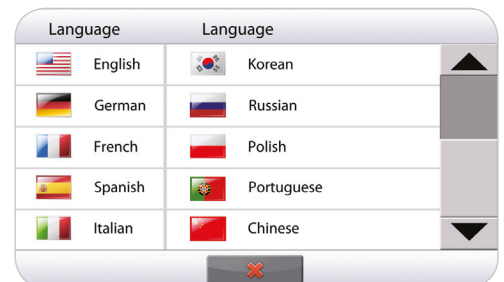 Language Language
English Korean
German Russian
French Polish
Spanish Portuguese
Italian Chinese